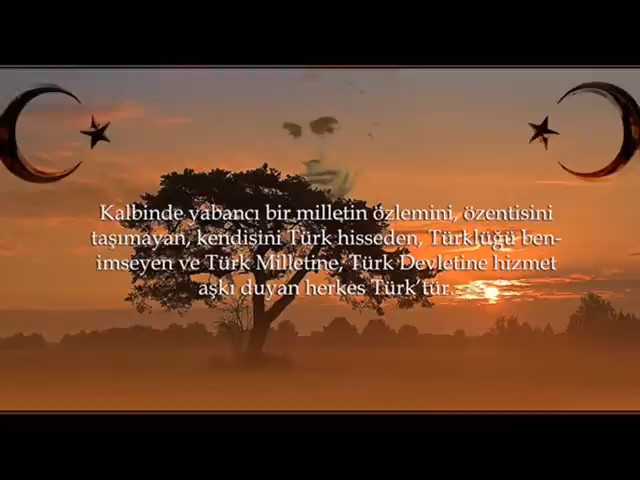 Kalbinde yabancı bir milletin özlemini, özentisini
taşımayan, kendisini Türk hisseden, Türklüğü ben-
imseyen ve Türk Milletine, Türk Devletine hizmet
aşkı duyan herkes Türk'tür.